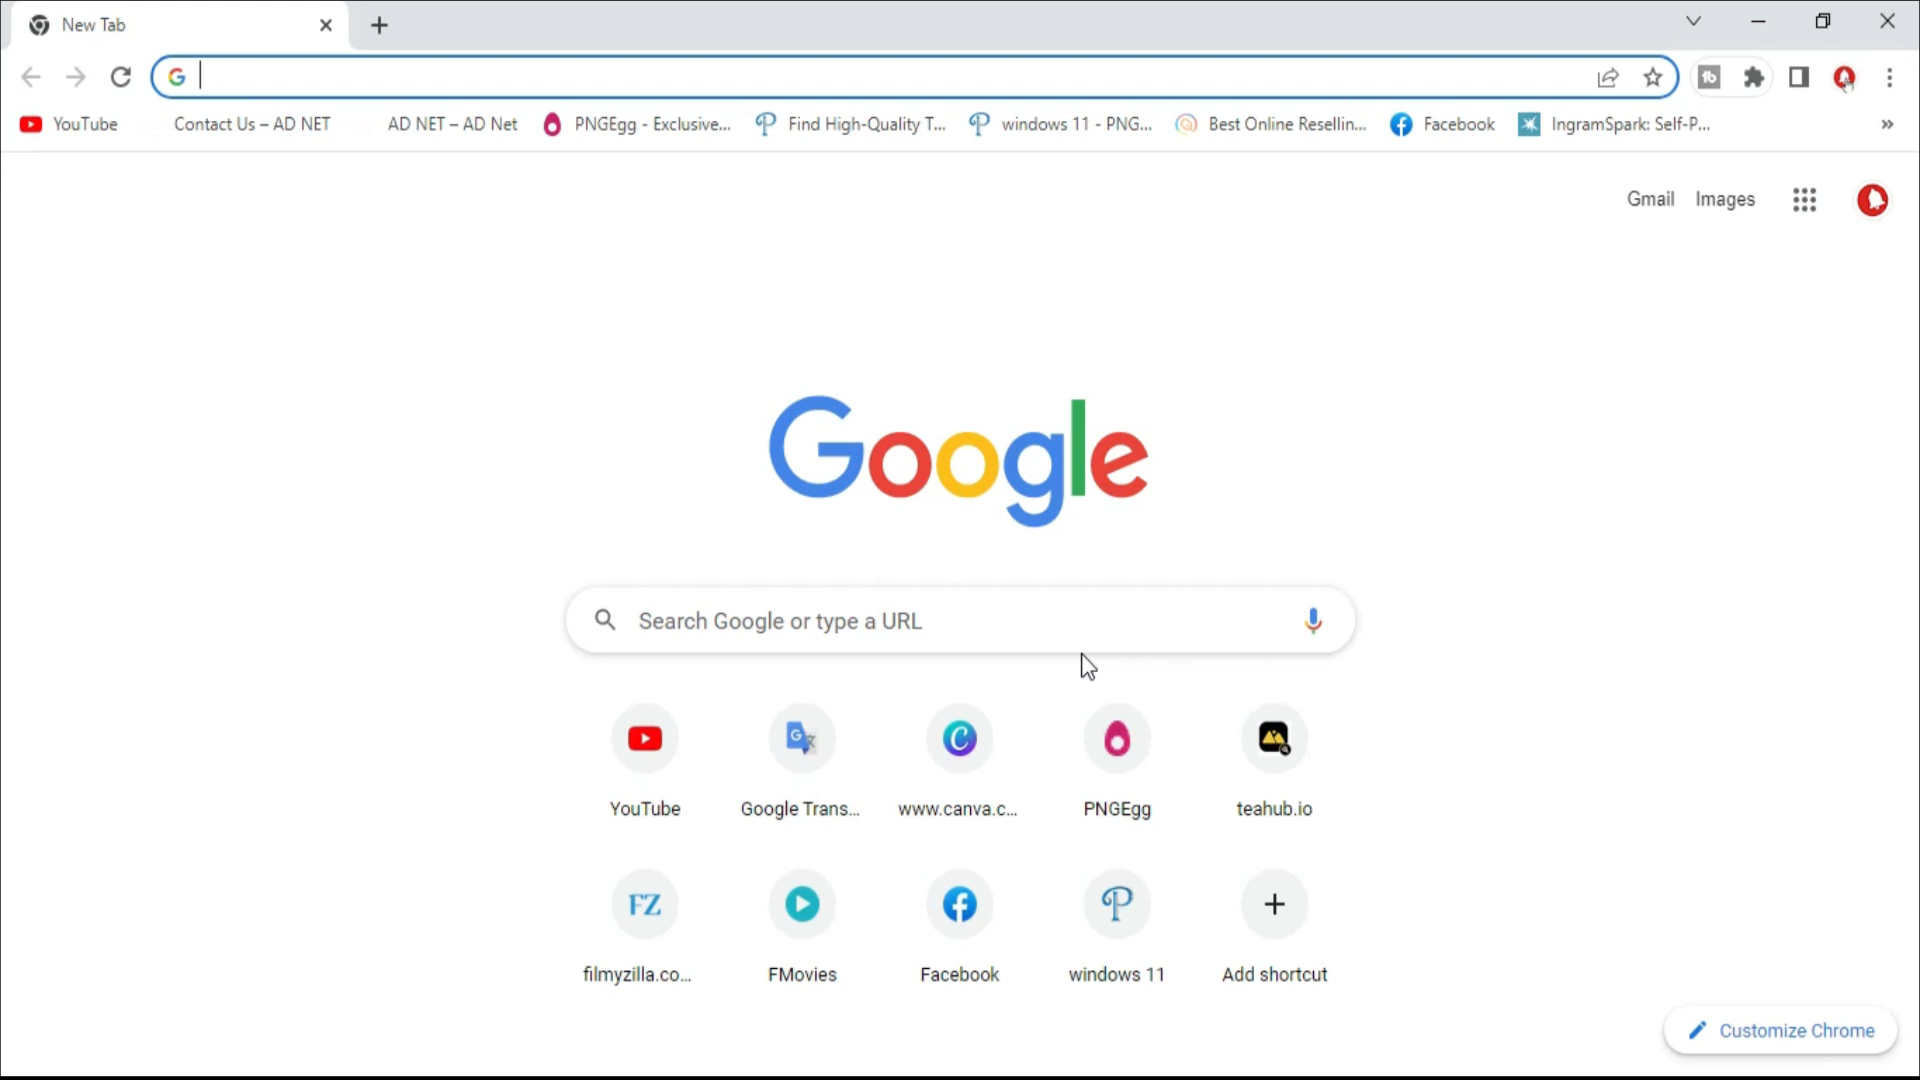 New Tab
YouTube Contact Us – AD NET AD NET – AD Net PNGEgg - Exclusive... Find High-Quality T... windows 11 - PNG... Best Online Resellin... Facebook IngramSpark: Self-P... »
Gmail Images
Google
Search Google or type a URL
YouTube Google Trans... www.canva.c... PNGEgg teahub.io
FZ
filmyzilla.co... FMovies Facebook windows 11 Add shortcut
Customize Chrome